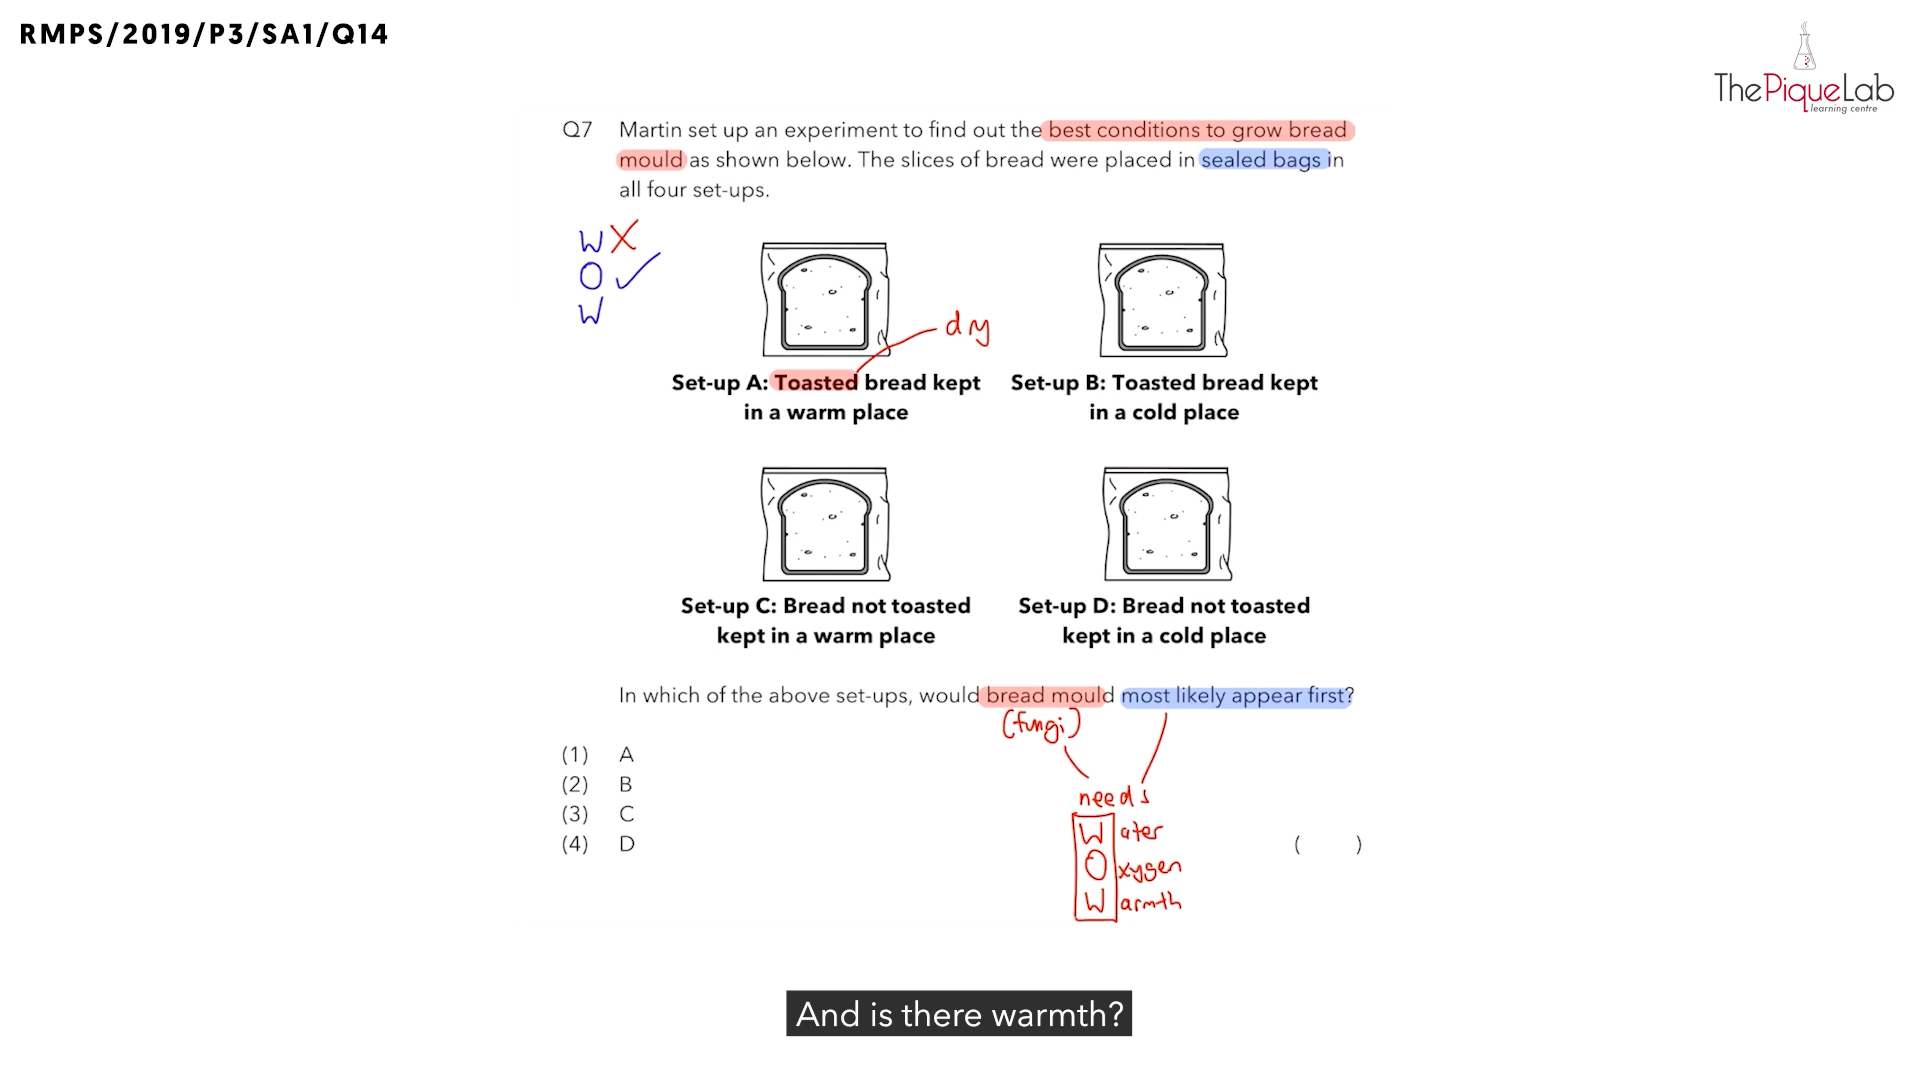 RMPS/2019/P3/SA1/Q14
ThePiqueLab
learning centre
Q7 Martin set up an experiment to find out the best conditions to grow bread
mould as shown below. The slices of bread were placed in sealed bags in
all four set-ups.
W X
O ✓
W
dry
Set-up A: Toasted bread kept
in a warm place
Set-up B: Toasted bread kept
in a cold place
Set-up C: Bread not toasted
kept in a warm place
Set-up D: Bread not toasted
kept in a cold place
In which of the above set-ups, would bread mould most likely appear first?
(fungi)
needs
Water
Oxygen
Warmth
(1) A
(2) B
(3) C
(4) D ( )
And is there warmth?